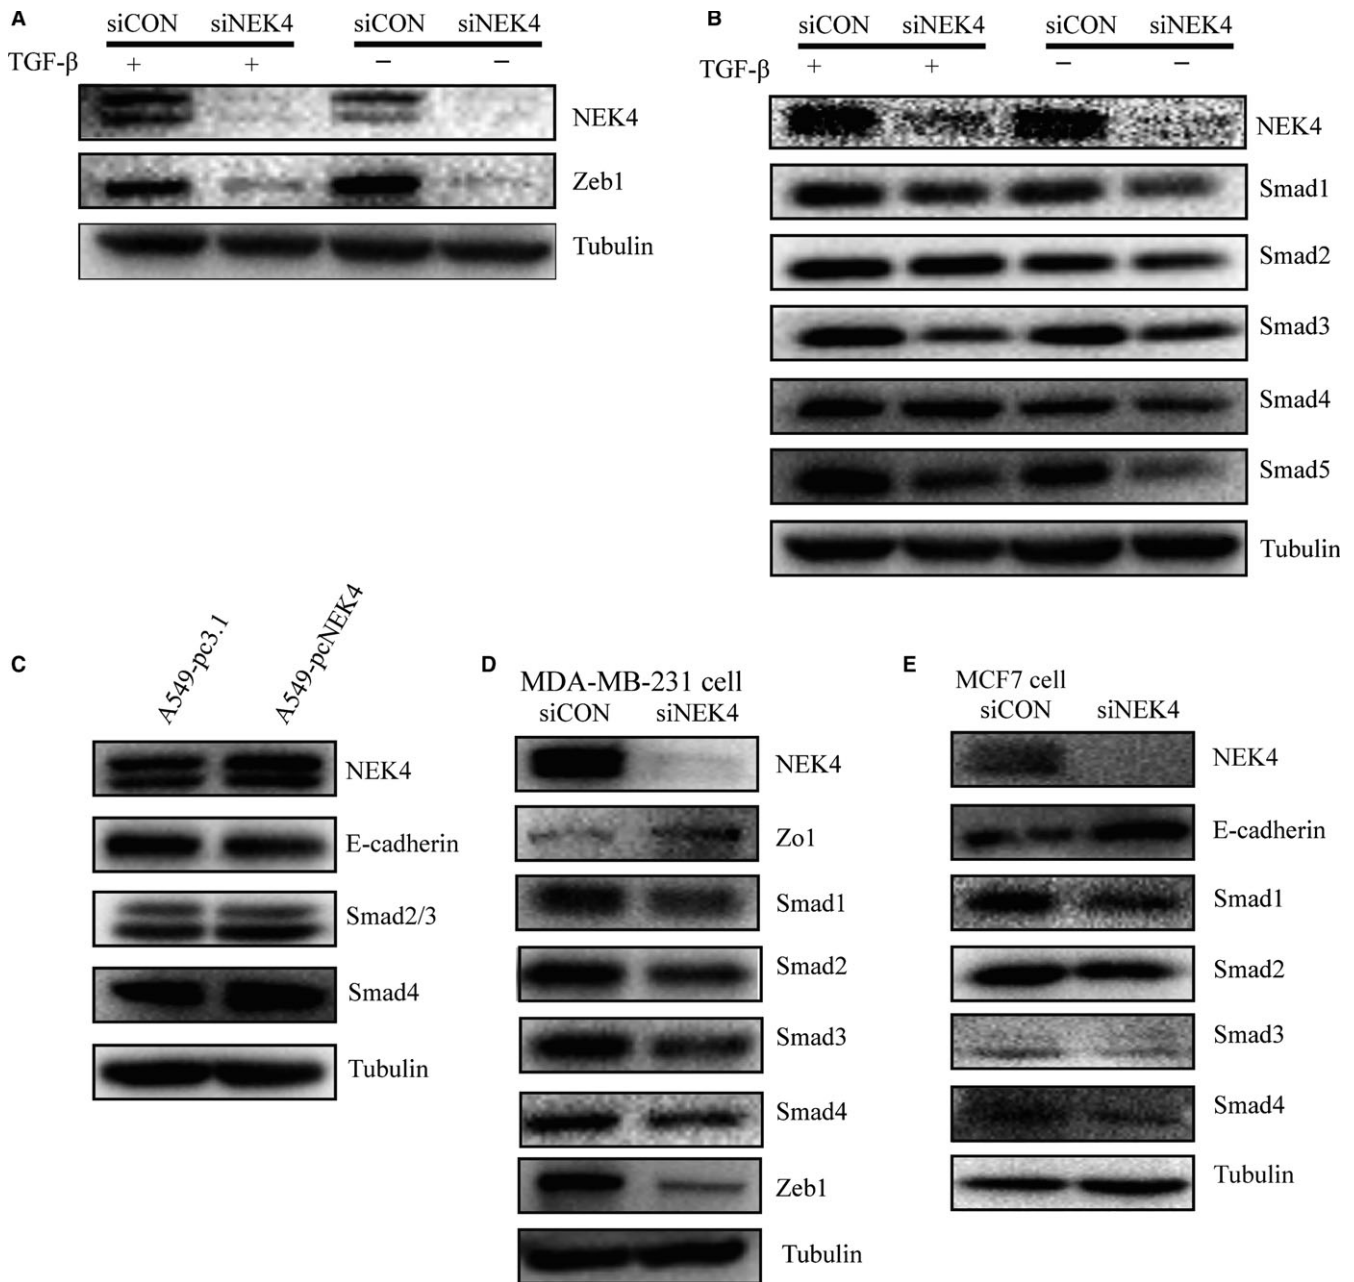 A
siCON siNEK4 siCON siNEK4
TGF-β + + − −
NEK4
Zeb1
Tubulin
B
siCON siNEK4 siCON siNEK4
TGF-β + + − −
NEK4
Smad1
Smad2
Smad3
Smad4
Smad5
Tubulin
C
A549-pc3.1 A549-pcNEK4
NEK4
E-cadherin
Smad2/3
Smad4
Tubulin
D
MDA-MB-231 cell
siCON siNEK4
NEK4
Zo1
Smad1
Smad2
Smad3
Smad4
Zeb1
Tubulin
E
MCF7 cell
siCON siNEK4
NEK4
E-cadherin
Smad1
Smad2
Smad3
Smad4
Tubulin